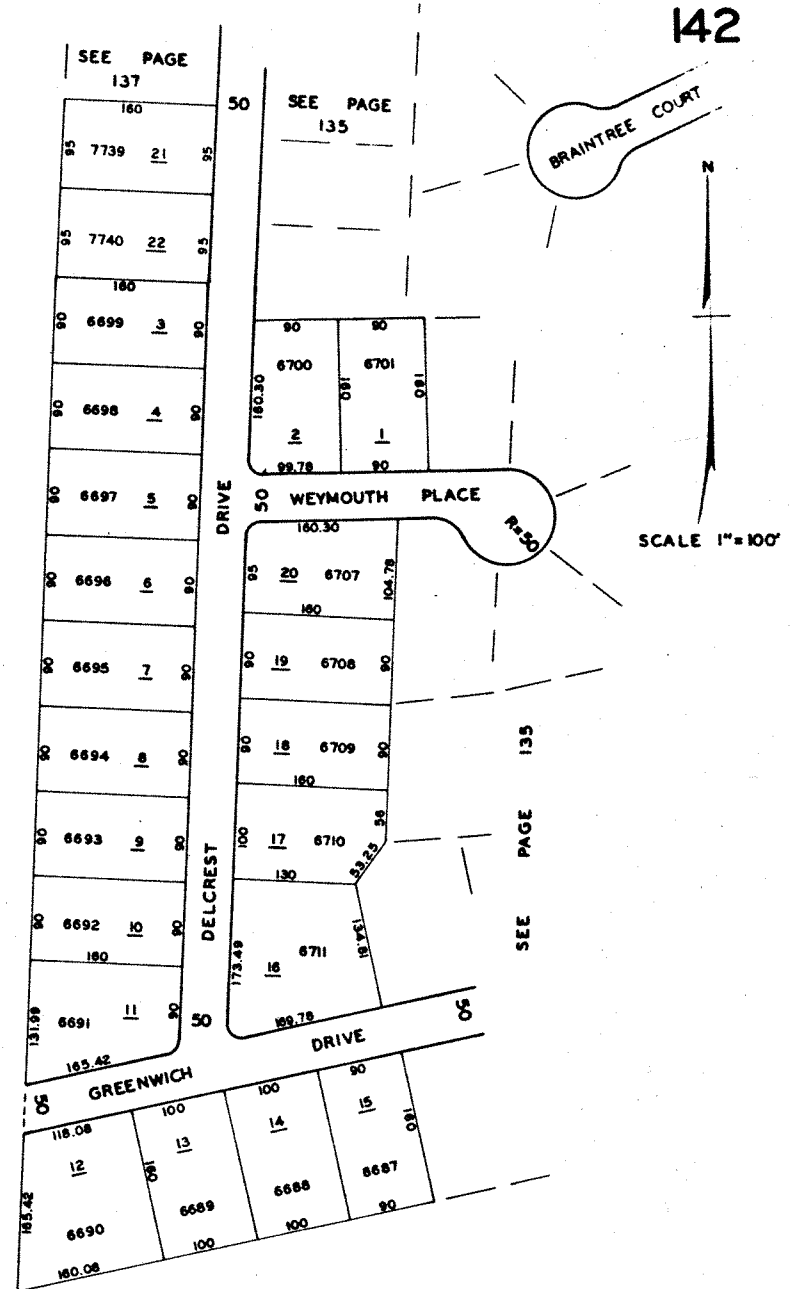 142
SEE PAGE
137
50
SEE PAGE
135
BRAINTREE COURT
N
160
95 7739 21 95
95 7740 22 95
160
90 6699 3 90
90 90
6700 6701
160.30 160 160
2 1
99.78 90
90 6698 4 90
90 6697 5 90
DRIVE
50 WEYMOUTH PLACE
R=50
SCALE 1"=100'
160.30
95 20 6707 104.78
160
90 6696 6 90
90 19 6708 90
90 6695 7 90
90 18 6709 90
160
90 6694 8 90
100 17 6710 56
53.25
130
90 6693 9 90
DELCREST
SEE PAGE 135
90 6692 10 90
160
173.49 16 6711 134.81
169.78
131.99 6691 11 90
165.42
50
50
GREENWICH DRIVE
50
118.08 100 100 90
12 13 14 15
165.42 160 160
6690 6689 6688 6687
160.08 100 100 90